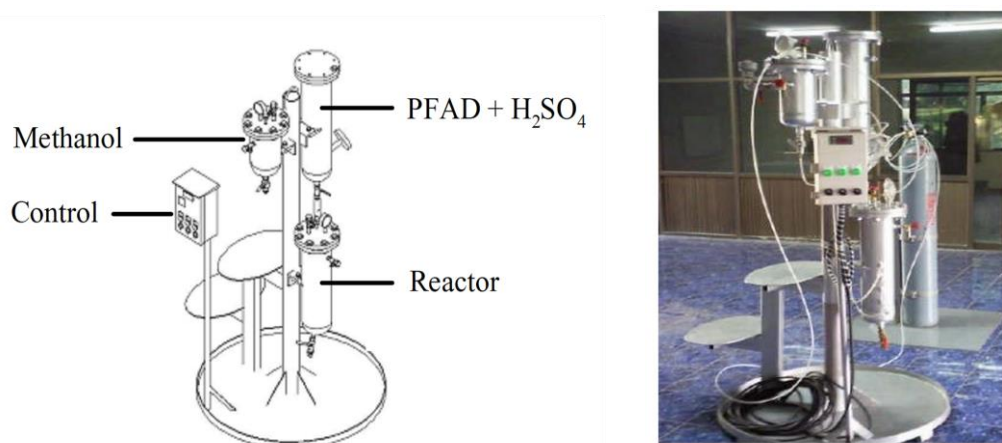 PFAD + H₂SO₄
Methanol
Control
Reactor